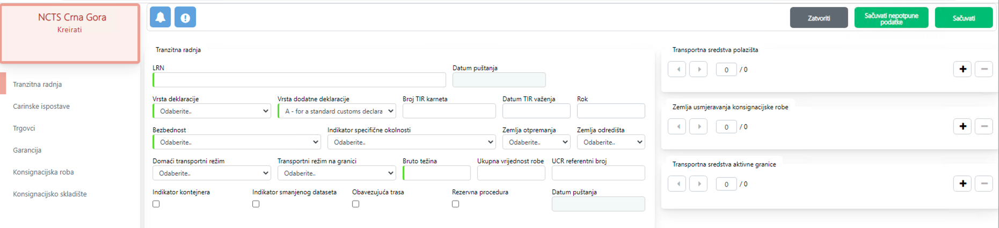 NCTS Crna Gora
Kreirati
Zatvoriti
Sačuvati nepotpune
podatke
Sačuvati
Tranzitna radnja
Carinske ispostave
Trgovci
Garancija
Konsignacijska roba
Konsignacijsko skladište
Tranzitna radnja
LRN
Datum puštanja
Vrsta deklaracije
Vrsta dodatne deklaracije
Broj TIR karneta
Datum TIR važenja
Rok
Odaberite..
A - for a standard customs declara
Bezbednost
Indikator specifične okolnosti
Zemlja otpremanja
Zemlja odredišta
Odaberite..
Odaberite..
Odaberite..
Odaberite..
Domaći transportni režim
Transportni režim na granici
Bruto težina
Ukupna vrijednost robe
UCR referentni broj
Odaberite..
Odaberite..
Indikator kontejnera
Indikator smanjenog dataseta
Obavezujuća trasa
Rezervna procedura
Datum puštanja
Transportna sredstva polazišta
0 / 0
Zemlja usmjeravanja konsignacijske robe
0 / 0
Transportna sredstva aktivne granice
0 / 0